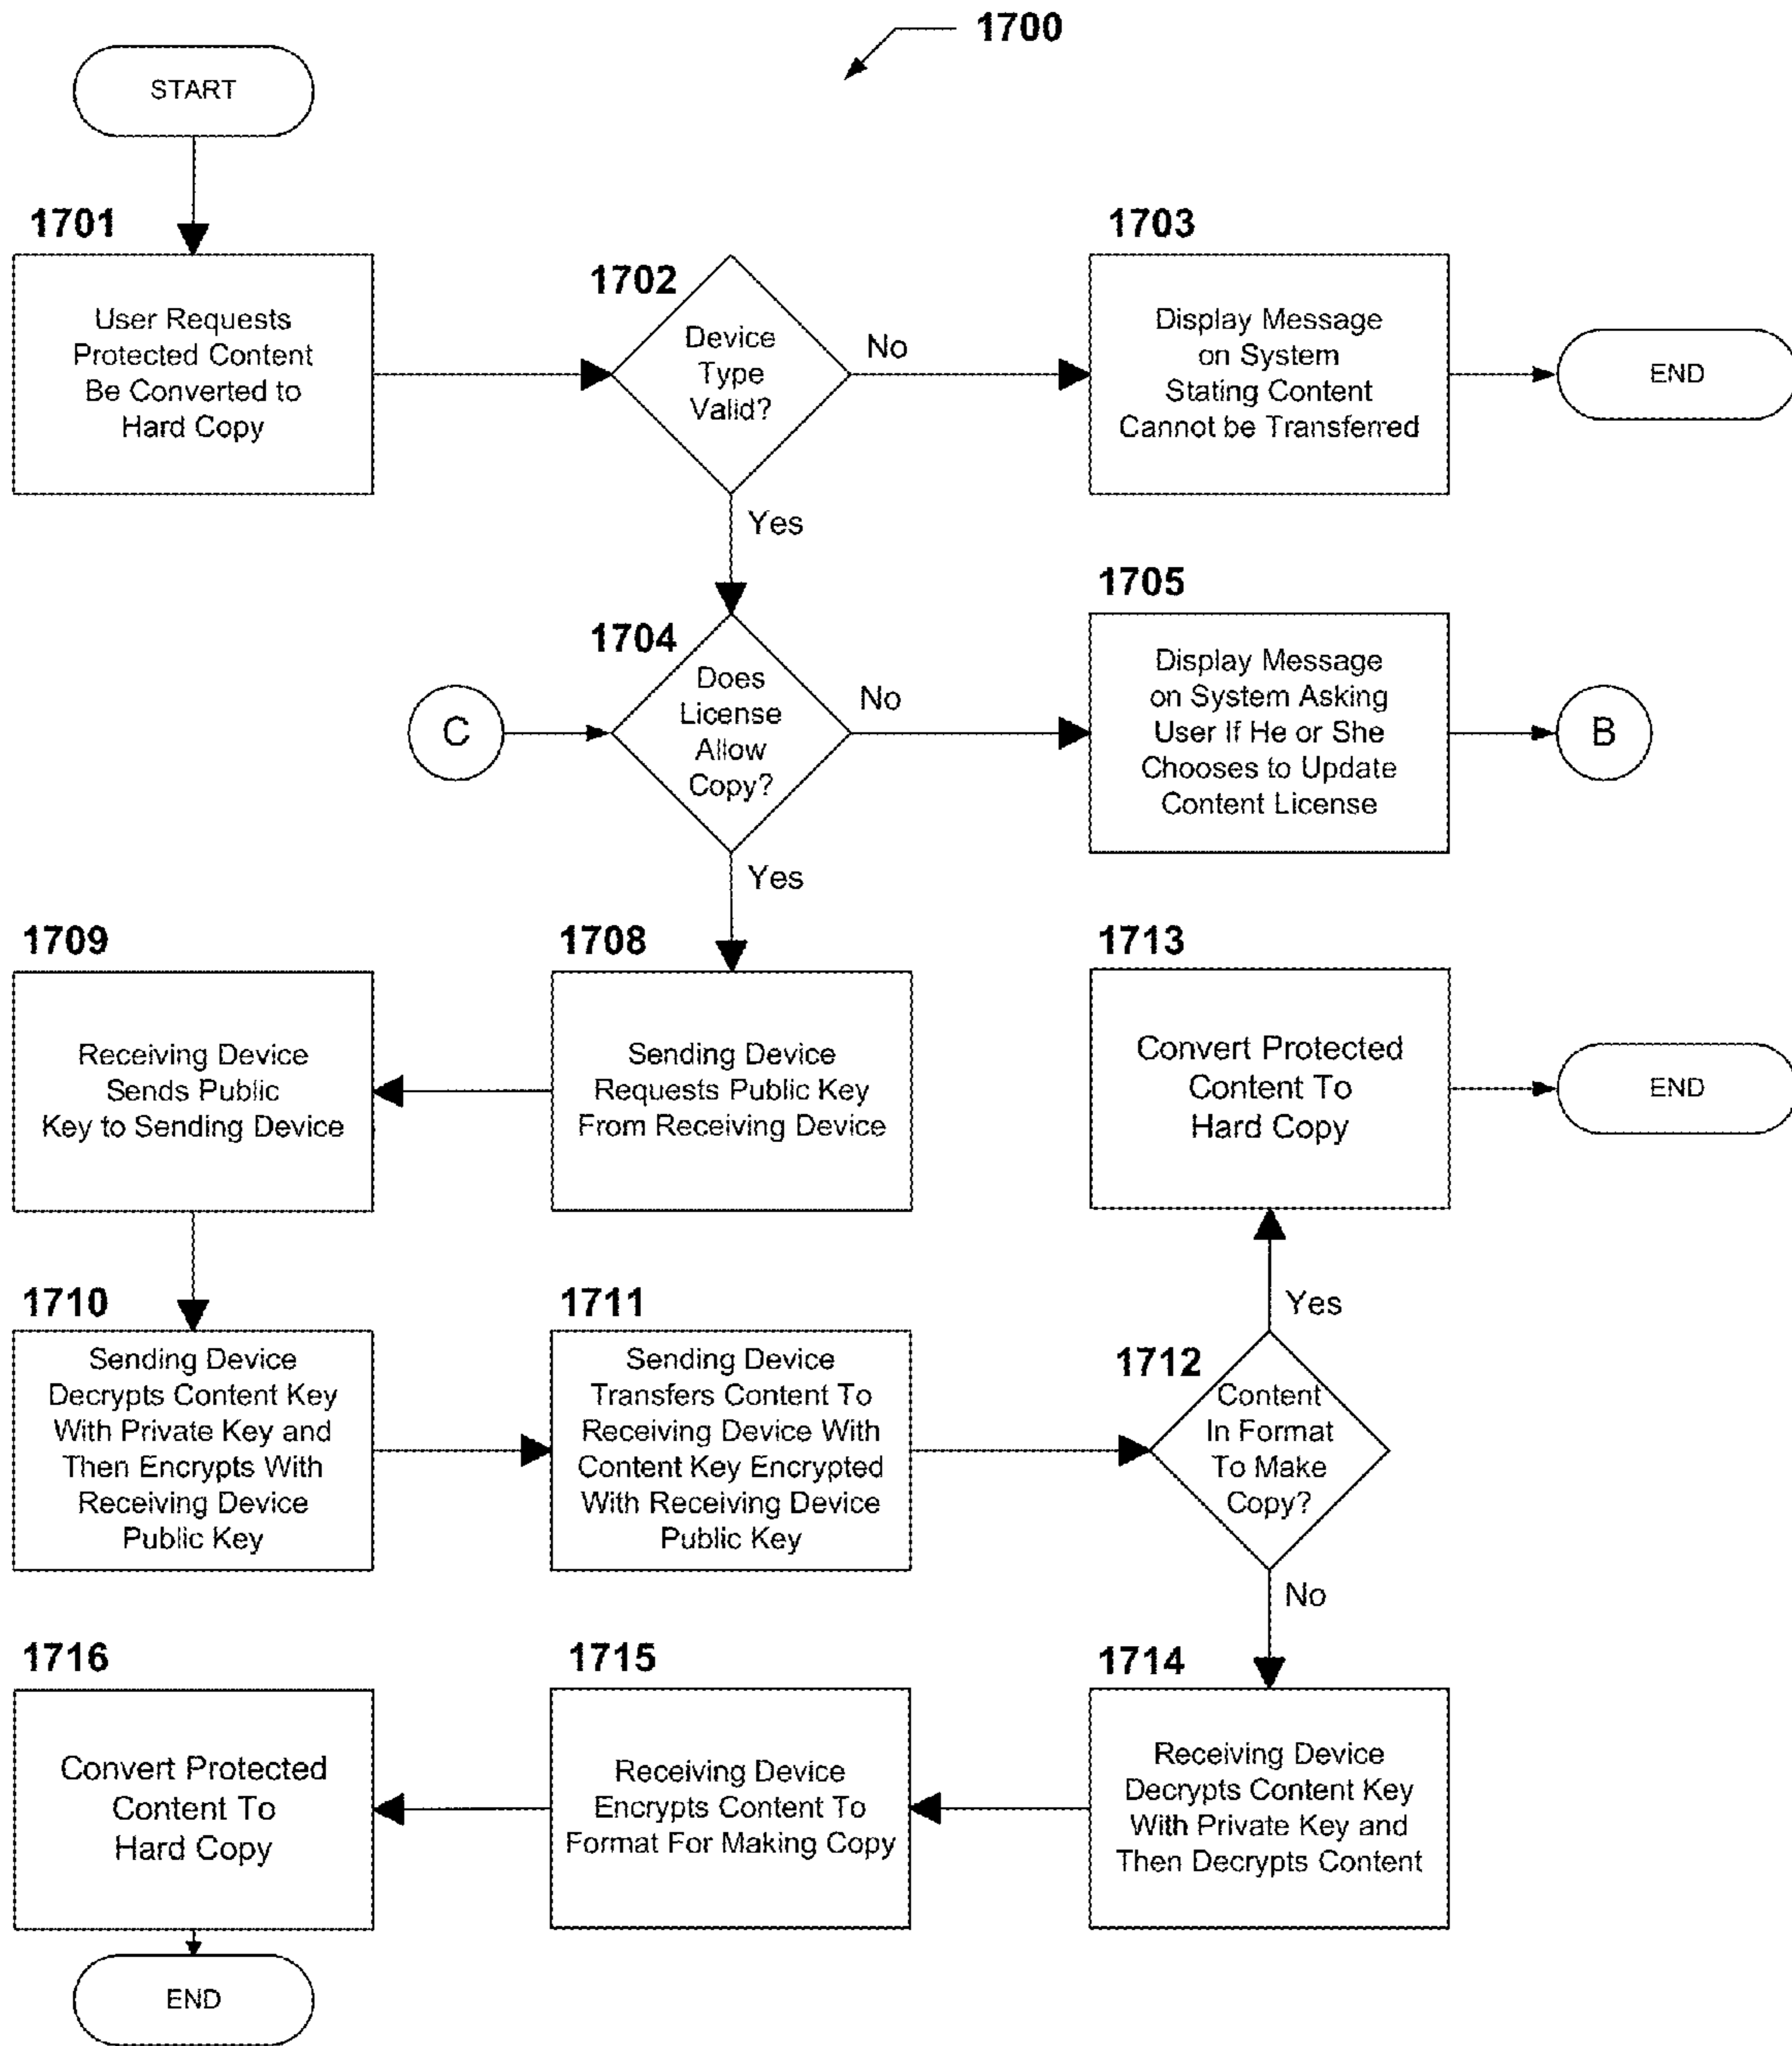 1700
START
1701
User Requests
Protected Content
Be Converted to
Hard Copy
1702
Device
Type
Valid?
No
Yes
1703
Display Message
on System
Stating Content
Cannot be Transferred
END
C
1704
Does
License
Allow
Copy?
No
Yes
1705
Display Message
on System Asking
User If He or She
Chooses to Update
Content License
B
1709
Receiving Device
Sends Public
Key to Sending Device
1708
Sending Device
Requests Public Key
From Receiving Device
1713
Convert Protected
Content To
Hard Copy
END
1710
Sending Device
Decrypts Content Key
With Private Key and
Then Encrypts With
Receiving Device
Public Key
1711
Sending Device
Transfers Content To
Receiving Device With
Content Key Encrypted
With Receiving Device
Public Key
Yes
1712
Content
In Format
To Make
Copy?
No
1716
Convert Protected
Content To
Hard Copy
1715
Receiving Device
Encrypts Content To
Format For Making Copy
1714
Receiving Device
Decrypts Content Key
With Private Key and
Then Decrypts Content
END